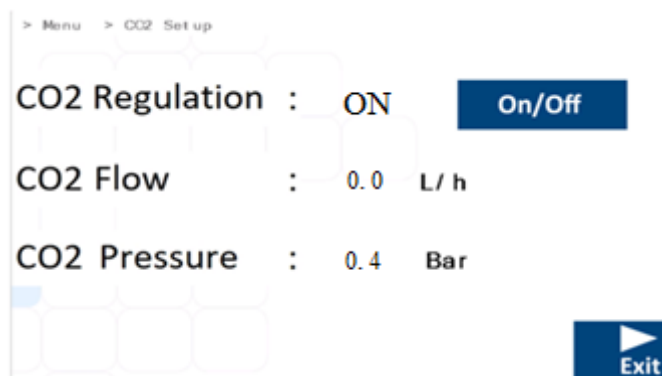 > Menu > CO2 Set up
CO2 Regulation : ON On/Off
CO2 Flow : 0.0 L/h
CO2 Pressure : 0.4 Bar
Exit